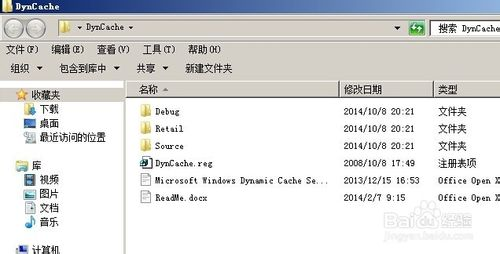 DynCache
DynCache
搜索 DynCache
文件(F) 编辑(E) 查看(V) 工具(T) 帮助(H)
组织 包含到库中 共享 新建文件夹
收藏夹
下载
桌面
最近访问的位置
库
视频
图片
文档
音乐
计算机
名称 修改日期 类型
Debug 2014/10/8 20:21 文件夹
Retail 2014/10/8 20:21 文件夹
Source 2014/10/8 20:21 文件夹
DynCache.reg 2008/10/8 17:49 注册表项
Microsoft Windows Dynamic Cache Se... 2013/12/15 16:53 Office Open X
ReadMe.docx 2014/2/7 9:15 Office Open X
Baidu 经验
jingyan.baidu.com